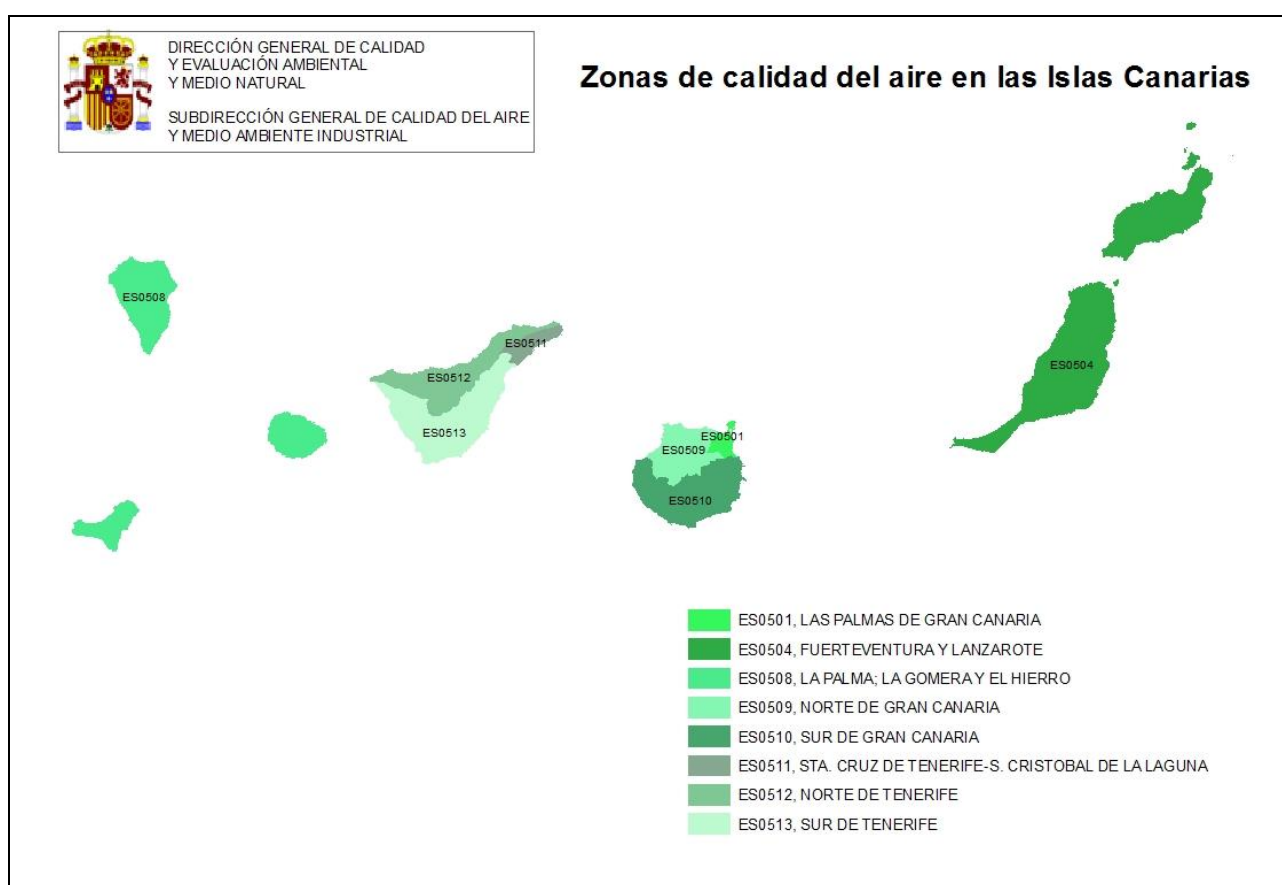 DIRECCIÓN GENERAL DE CALIDAD
Y EVALUACIÓN AMBIENTAL
Y MEDIO NATURAL
SUBDIRECCIÓN GENERAL DE CALIDAD DEL AIRE
Y MEDIO AMBIENTE INDUSTRIAL
Zonas de calidad del aire en las Islas Canarias
ES0508
ES0511
ES0512
ES0504
ES0513
ES0501
ES0509
ES0510
ES0501, LAS PALMAS DE GRAN CANARIA
ES0504, FUERTEVENTURA Y LANZAROTE
ES0508, LA PALMA; LA GOMERA Y EL HIERRO
ES0509, NORTE DE GRAN CANARIA
ES0510, SUR DE GRAN CANARIA
ES0511, STA. CRUZ DE TENERIFE-S. CRISTOBAL DE LA LAGUNA
ES0512, NORTE DE TENERIFE
ES0513, SUR DE TENERIFE